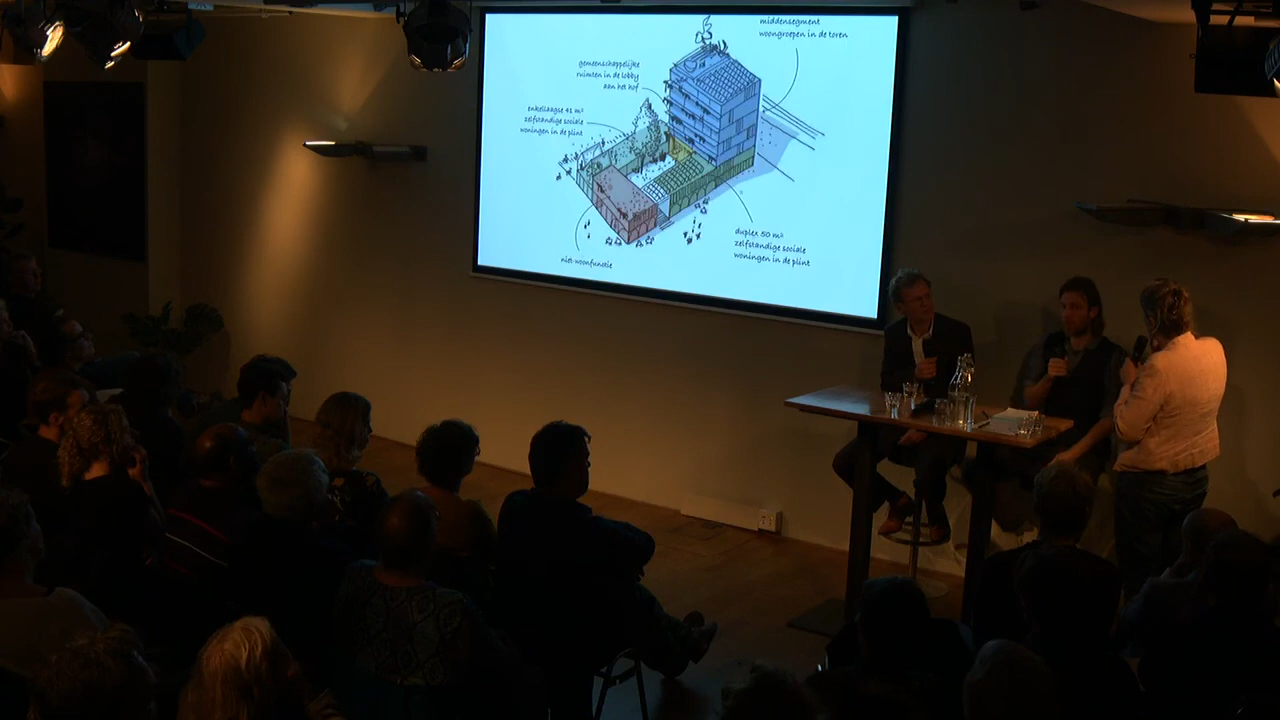 middensegment
woongroepen in de toren
gemeenschappelijke
ruimten in de lobby
aan het hof
enkellaagse 41 m²
zelfstandige sociale
woningen in de plint
duplex 50 m²
zelfstandige sociale
woningen in de plint
niet-woonfunctie